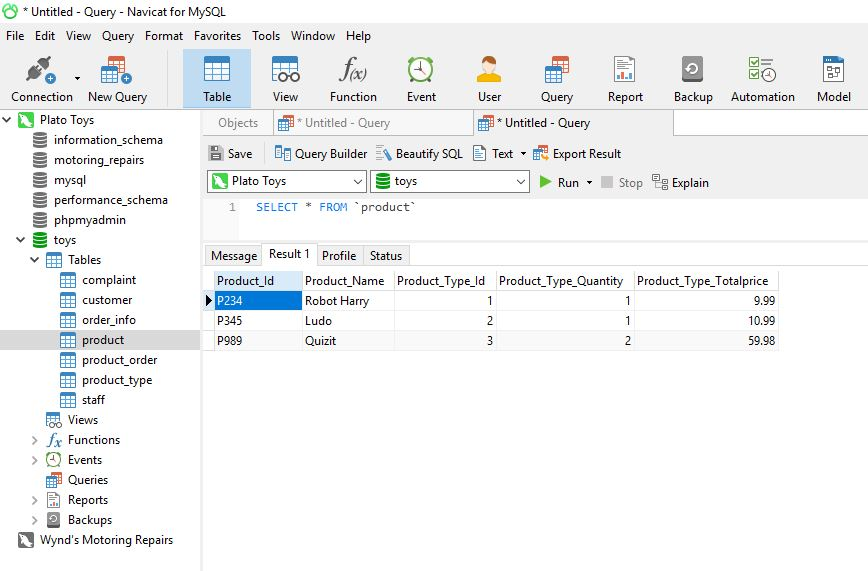 * Untitled - Query - Navicat for MySQL
File Edit View Query Format Favorites Tools Window Help
Connection New Query Table View Function Event User Query Report Backup Automation Model
f(x)
Plato Toys
information_schema
motoring_repairs
mysql
performance_schema
phpmyadmin
toys
Tables
complaint
customer
order_info
product
product_order
product_type
staff
Views
fx Functions
Events
Queries
Reports
Backups
Wynd's Motoring Repairs
Objects * Untitled - Query * Untitled - Query
Save Query Builder Beautify SQL Text Export Result
Plato Toys toys Run Stop Explain
1 SELECT * FROM `product`
Message Result 1 Profile Status
Product_Id Product_Name Product_Type_Id Product_Type_Quantity Product_Type_Totalprice
P234 Robot Harry 1 1 9.99
P345 Ludo 2 1 10.99
P989 Quizit 3 2 59.98